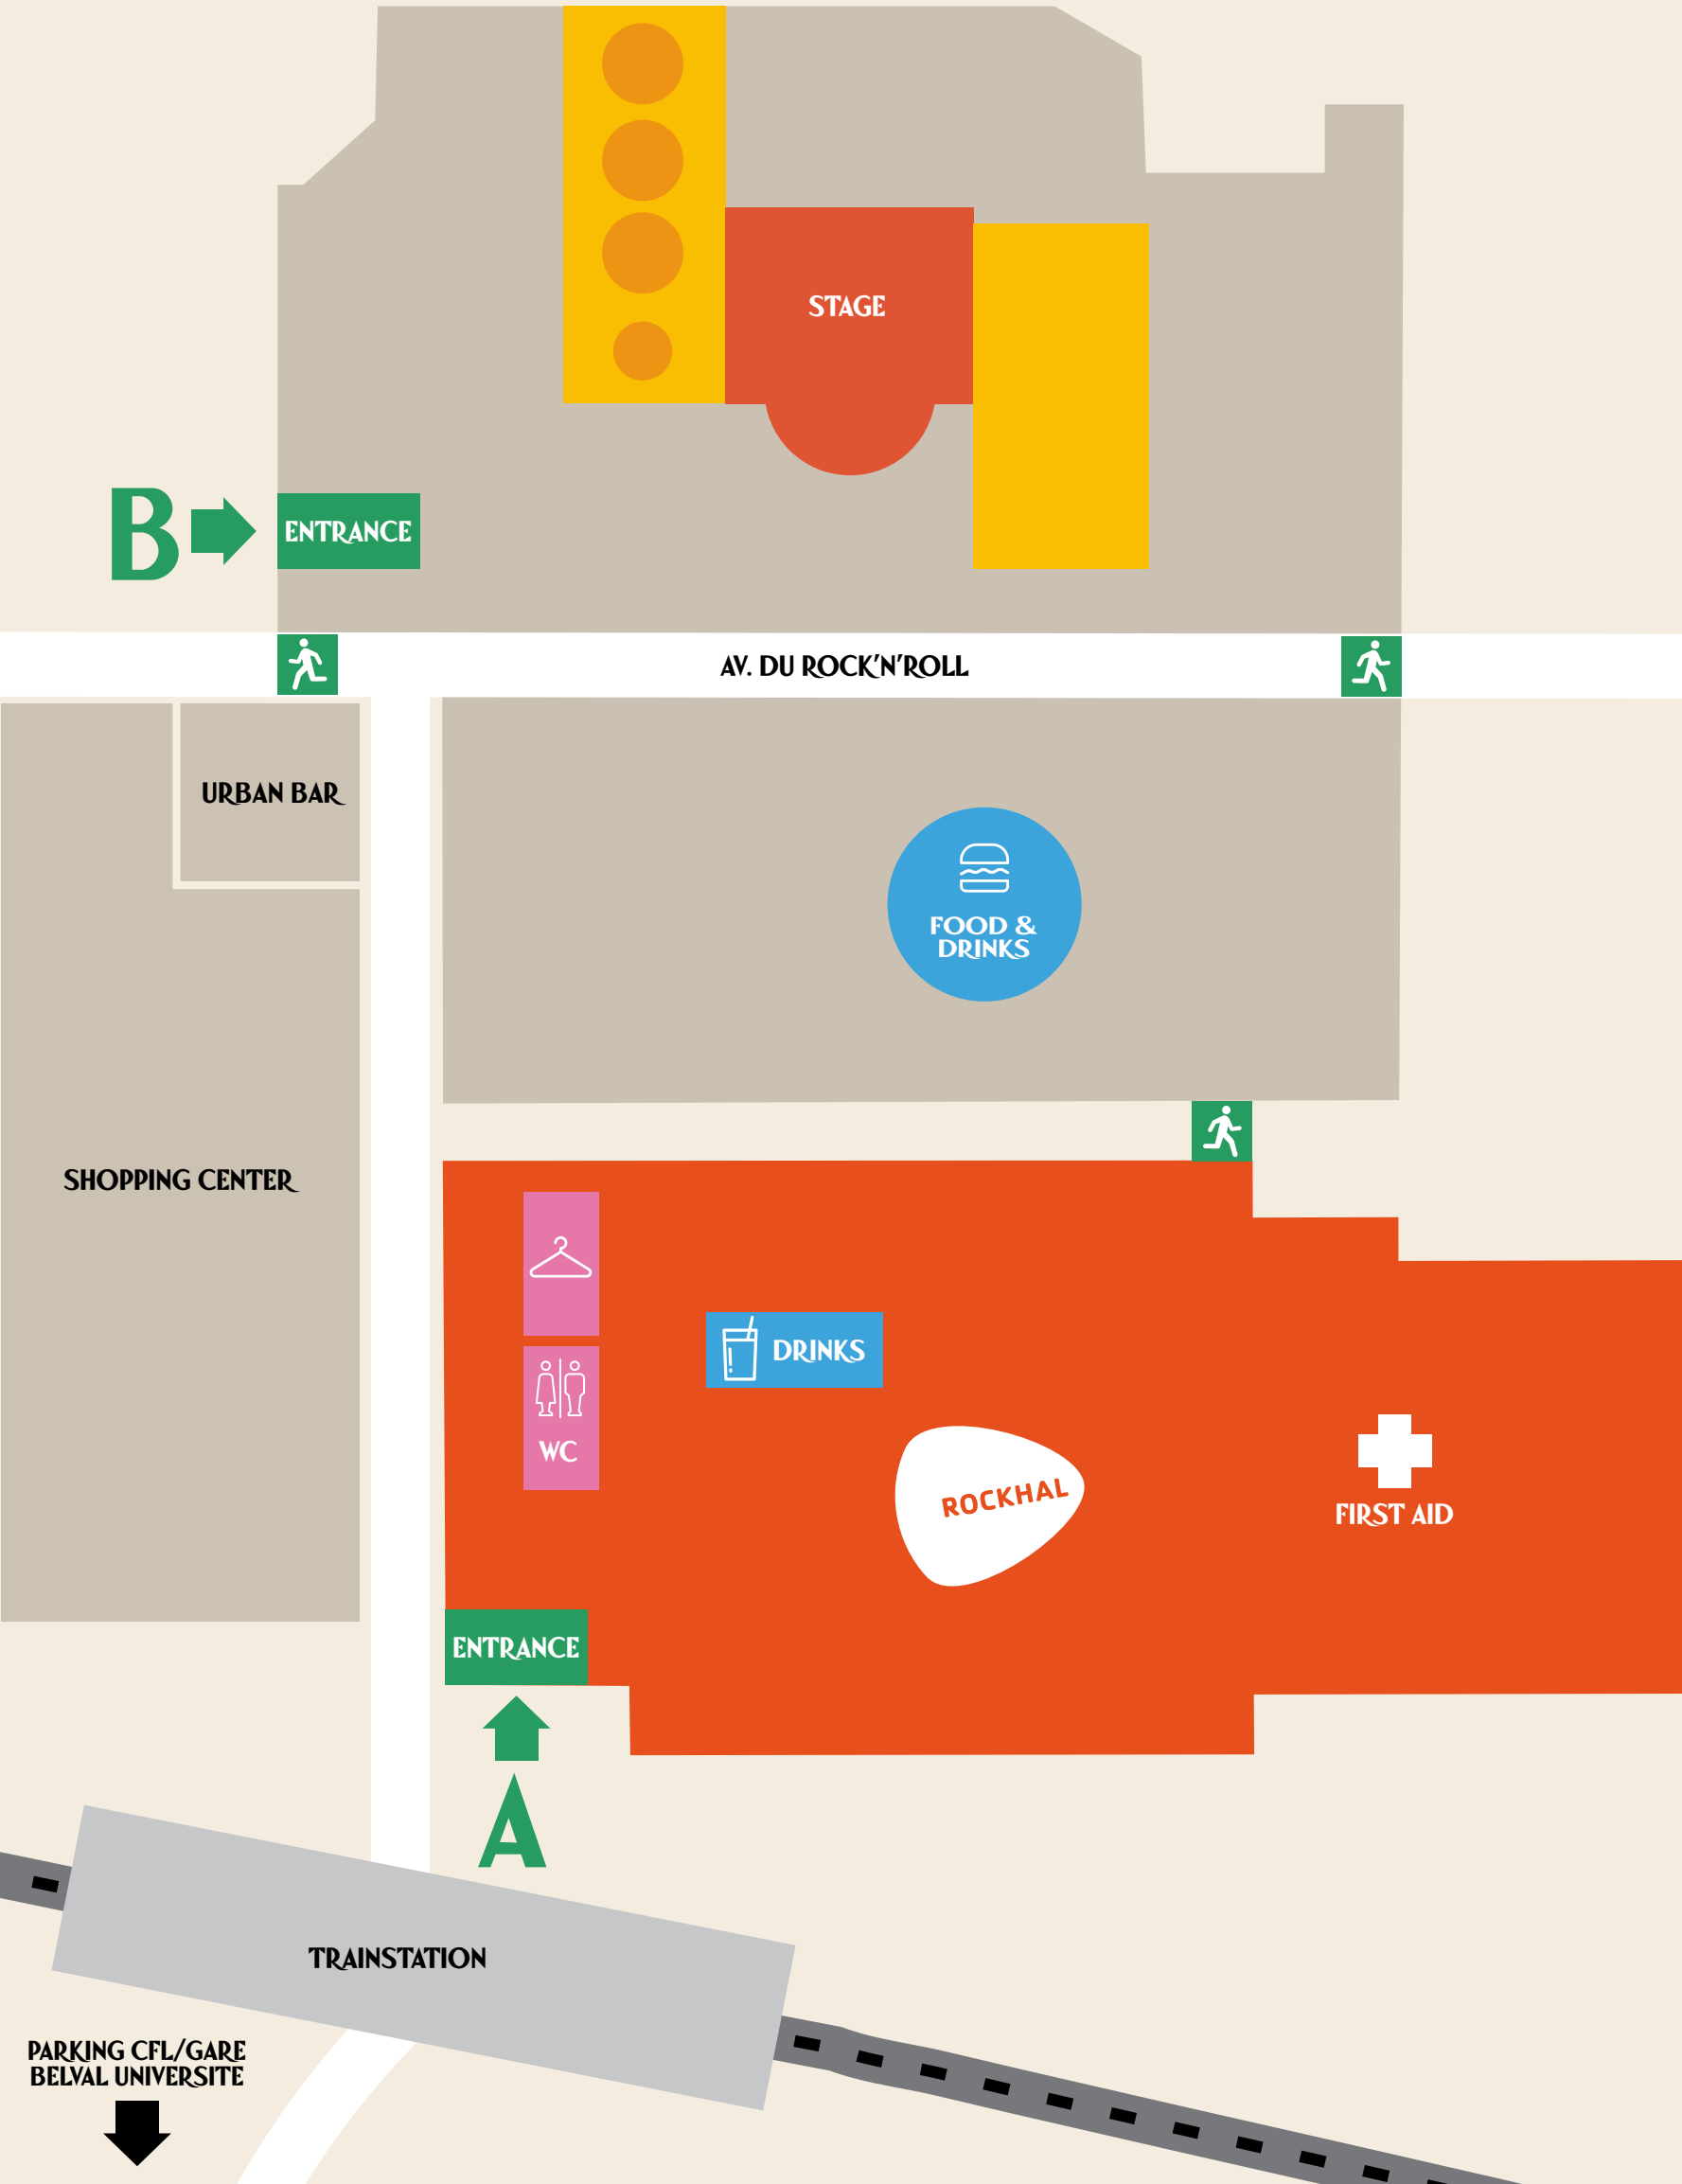 STAGE
B
ENTRANCE
AV. DU ROCK'N'ROLL
URBAN BAR
FOOD &
DRINKS
SHOPPING CENTER
DRINKS
WC
ROCKHAL
FIRST AID
ENTRANCE
A
TRAINSTATION
PARKING CFL/GARE
BELVAL UNIVERSITE